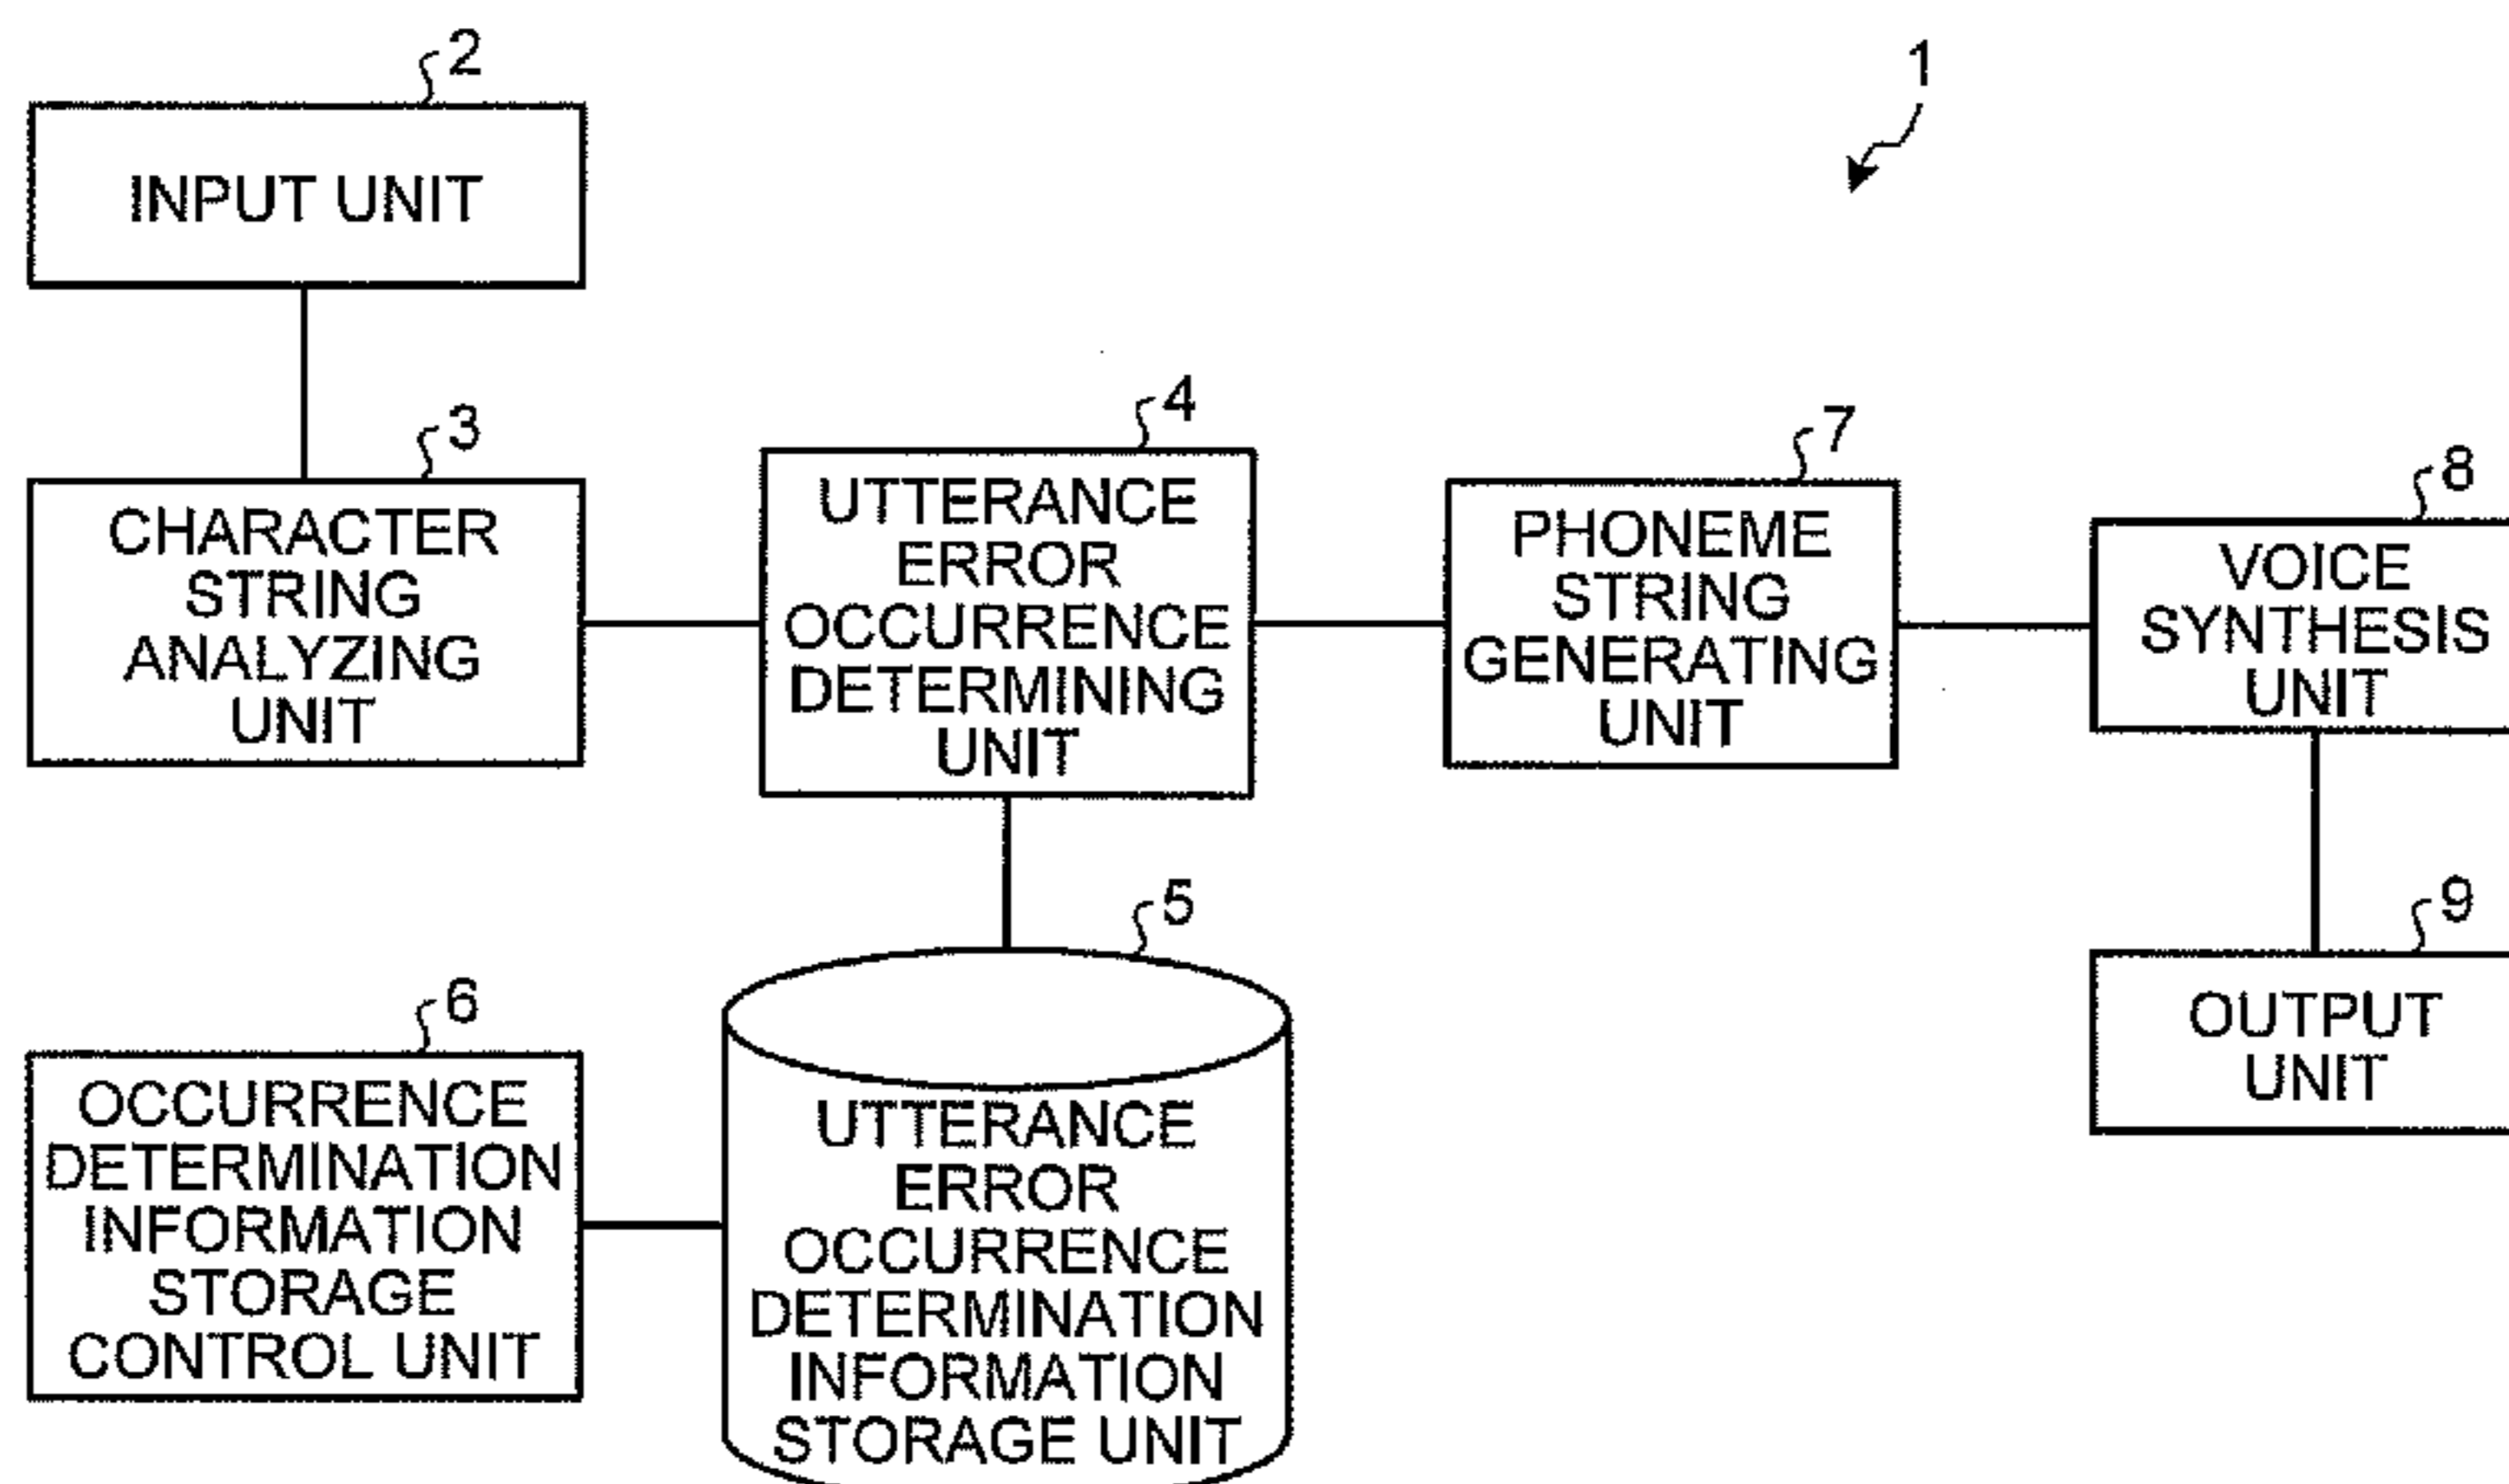 1
2
INPUT UNIT
3
CHARACTER
STRING
ANALYZING
UNIT
4
UTTERANCE
ERROR
OCCURRENCE
DETERMINING
UNIT
7
PHONEME
STRING
GENERATING
UNIT
8
VOICE
SYNTHESIS
UNIT
5
UTTERANCE
ERROR
OCCURRENCE
DETERMINATION
INFORMATION
STORAGE UNIT
6
OCCURRENCE
DETERMINATION
INFORMATION
STORAGE
CONTROL UNIT
9
OUTPUT
UNIT